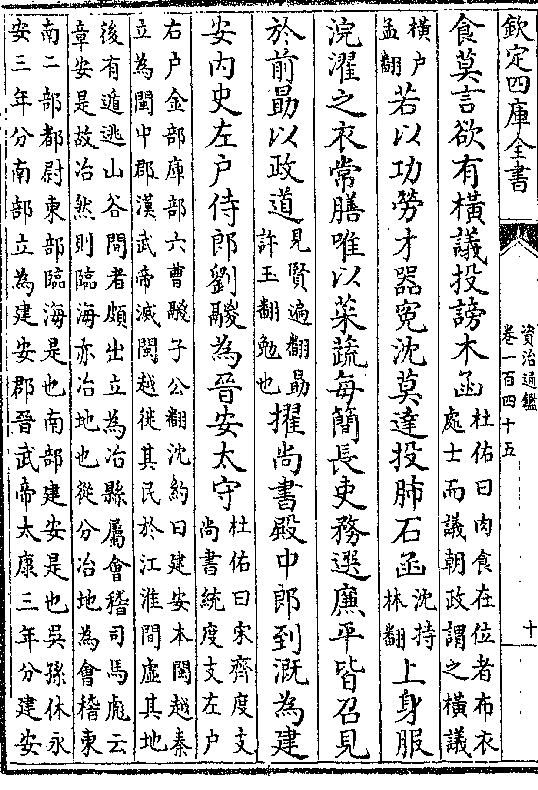 欽定四庫全書
資治通鑑
卷一百四十五
十
食莫言欲有橫議投謗木函杜佑曰肉食在位者布衣處士而議朝政謂之橫議
橫户孟翻若以功勞才器寃沈莫達投肺石函沈持林翻上身服
浣濯之衣常膳唯以菜蔬每簡長吏務選廉平皆召見
於前勗以政道見賢遍翻勗許玉翻勉也擢尚書殿中郎到溉為建
安内史左户侍郎劉鬷為晉安太守杜佑曰宋齊度支尚書統度支左户
右户金部庫部六曹鬷子公翻沈約曰建安本閩越秦
立為閩中郡漢武帝滅閩越徙其民於江淮間虛其地
後有遁逃山谷間者頗出立為冶縣屬會稽司馬彪云
章安是故冶然則臨海亦冶地也從分冶地為會稽東
南二部都尉東部臨海是也南部建安是也吳孫休永
安三年分南部立為建安郡晉武帝太康三年分建安